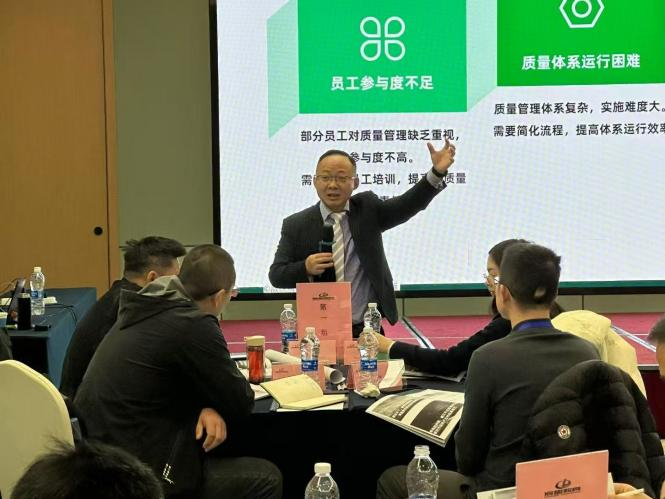 员工参与度不足
质量体系运行困难
部分员工对质量管理缺乏重视，
参与度不高。
需 工培训，提 质量
质量管理体系复杂，实施难度大。
需要简化流程，提高体系运行效率
第一组